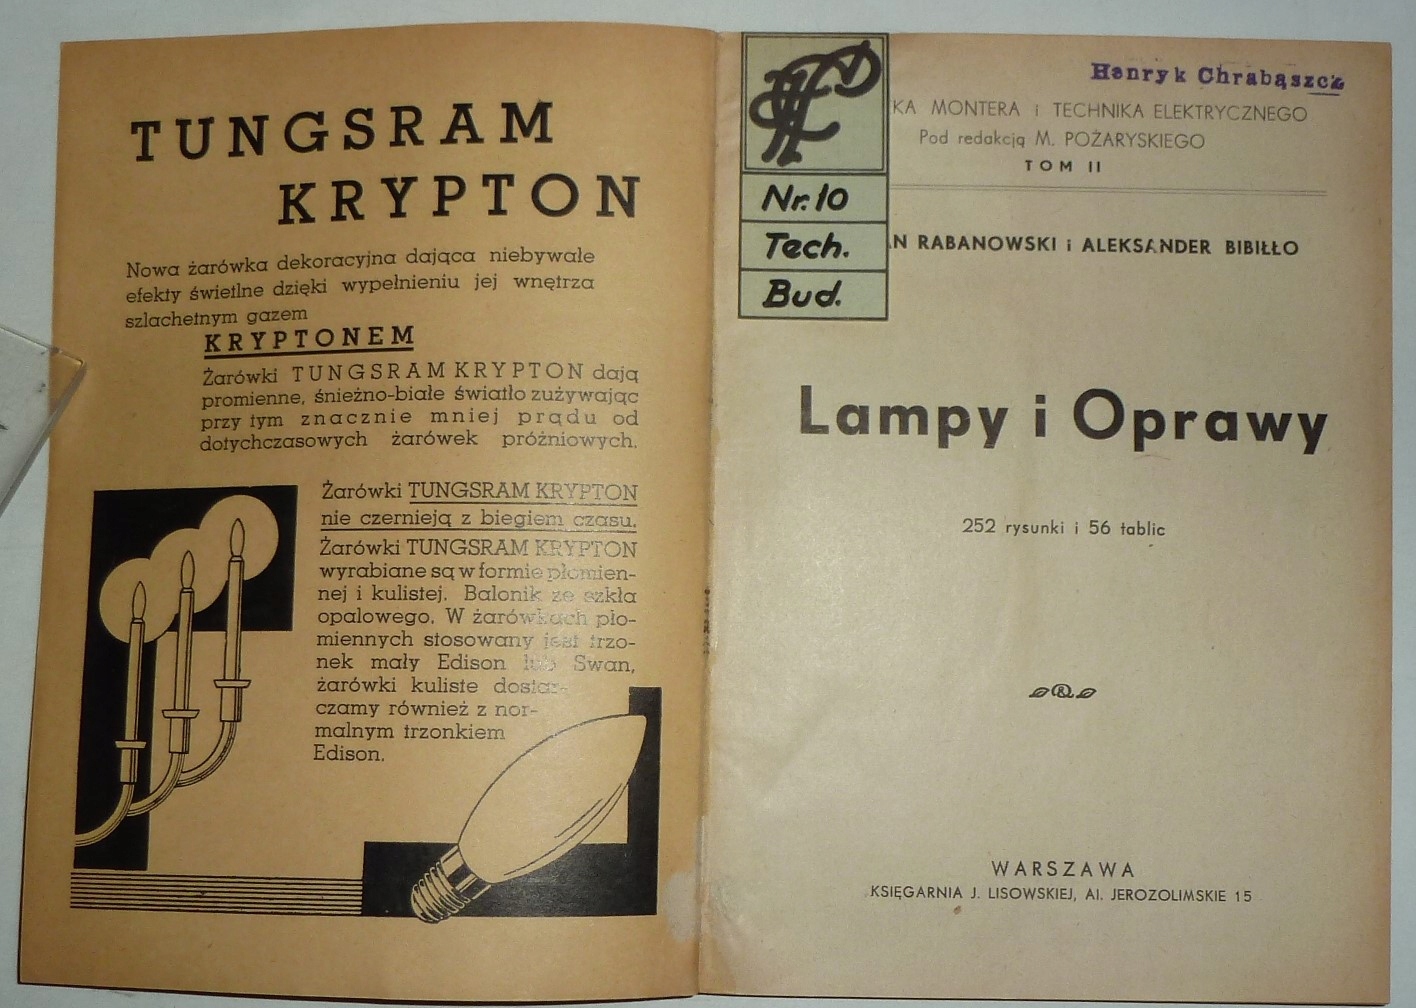 TUNGSRAM
KRYPTON
Nowa żarówka dekoracyjna dająca niebywałe
efekty świetlne dzięki wypełnieniu jej wnętrza
szlachetnym gazem
KRYPTONEM
Żarówki TUNGSRAM KRYPTON dają
promienne, śnieżno-białe światło zużywając
przy tym znacznie mniej prądu od
dotychczasowych żarówek próżniowych.
Żarówki TUNGSRAM KRYPTON
nie czernieją z biegiem czasu.
Żarówki TUNGSRAM KRYPTON
wyrabiane są w formie płomien-
nej i kulistej. Balonik ze szkła
opalowego. W żarówkach pło-
miennych stosowany jest trzo-
nek mały Edison lub Swan,
żarówki kuliste dostar-
czamy również z nor-
malnym trzonkiem
Edison.
Nr. 10
Tech.
Bud.
Henryk Chrabąszcz
KA MONTERA i TECHNIKA ELEKTRYCZNEGO
Pod redakcją M. POŻARYSKIEGO
TOM II
AN RABANOWSKI i ALEKSANDER BIBIŁŁO
Lampy i Oprawy
252 rysunki i 56 tablic
WARSZAWA
KSIĘGARNIA J. LISOWSKIEJ, Al. JEROZOLIMSKIE 15